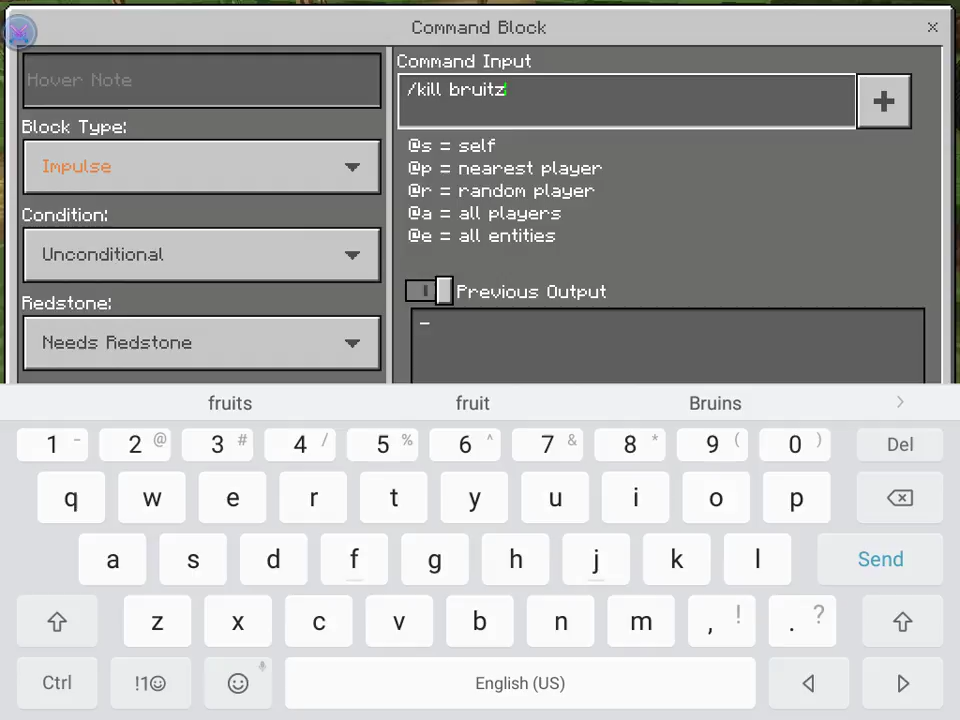 Command Block
Hover Note
Block Type:
Impulse
Condition:
Unconditional
Redstone:
Needs Redstone
Command Input
/kill bruitz
+
@s = self
@p = nearest player
@r = random player
@a = all players
@e = all entities
Previous Output
-
fruits fruit Bruins
1 - 2 @ 3 # 4 / 5 % 6 ^ 7 & 8 * 9 ( 0 ) Del
q w e r t y u i o p
a s d f g h j k l Send
z x c v b n m , ! . ?
Ctrl !1☺ English (US)